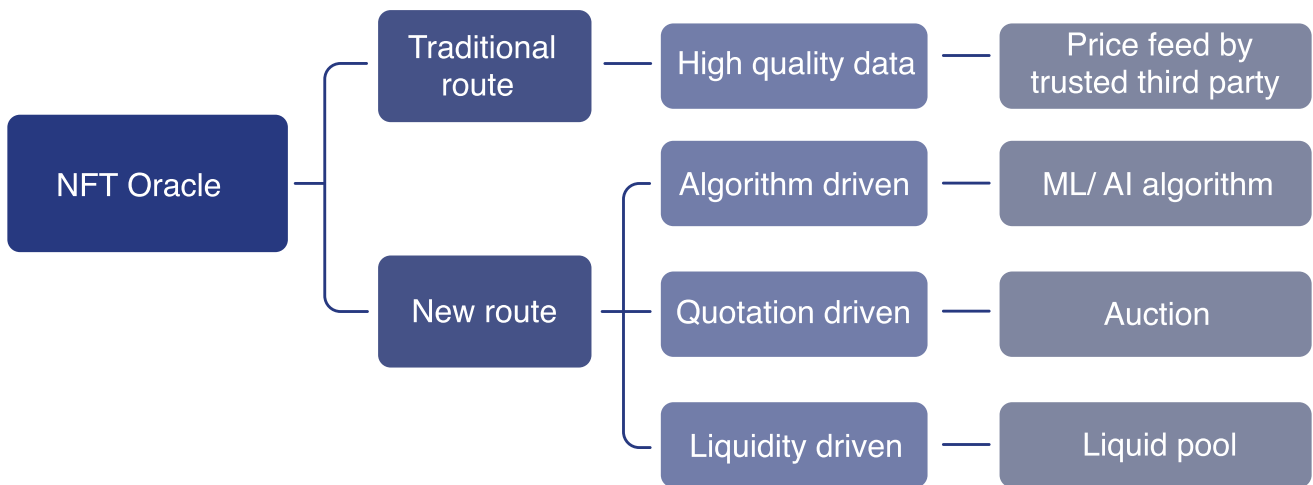 NFT Oracle
Traditional
route
High quality data
Price feed by
trusted third party
New route
Algorithm driven
ML/ AI algorithm
Quotation driven
Auction
Liquidity driven
Liquid pool